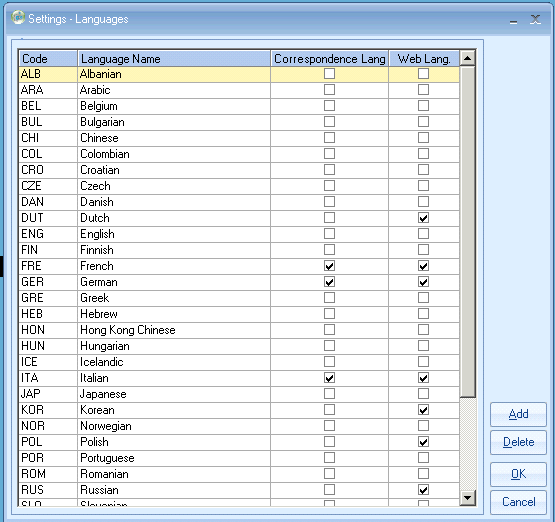 Settings - Languages
Code Language Name Correspondence Lang Web Lang.
ALB Albanian
ARA Arabic
BEL Belgium
BUL Bulgarian
CHI Chinese
COL Colombian
CRO Croatian
CZE Czech
DAN Danish
DUT Dutch
ENG English
FIN Finnish
FRE French
GER German
GRE Greek
HEB Hebrew
HON Hong Kong Chinese
HUN Hungarian
ICE Icelandic
ITA Italian
JAP Japanese
KOR Korean
NOR Norwegian
POL Polish
POR Portuguese
ROM Romanian
RUS Russian
SLO Slovenian
Add
Delete
OK
Cancel